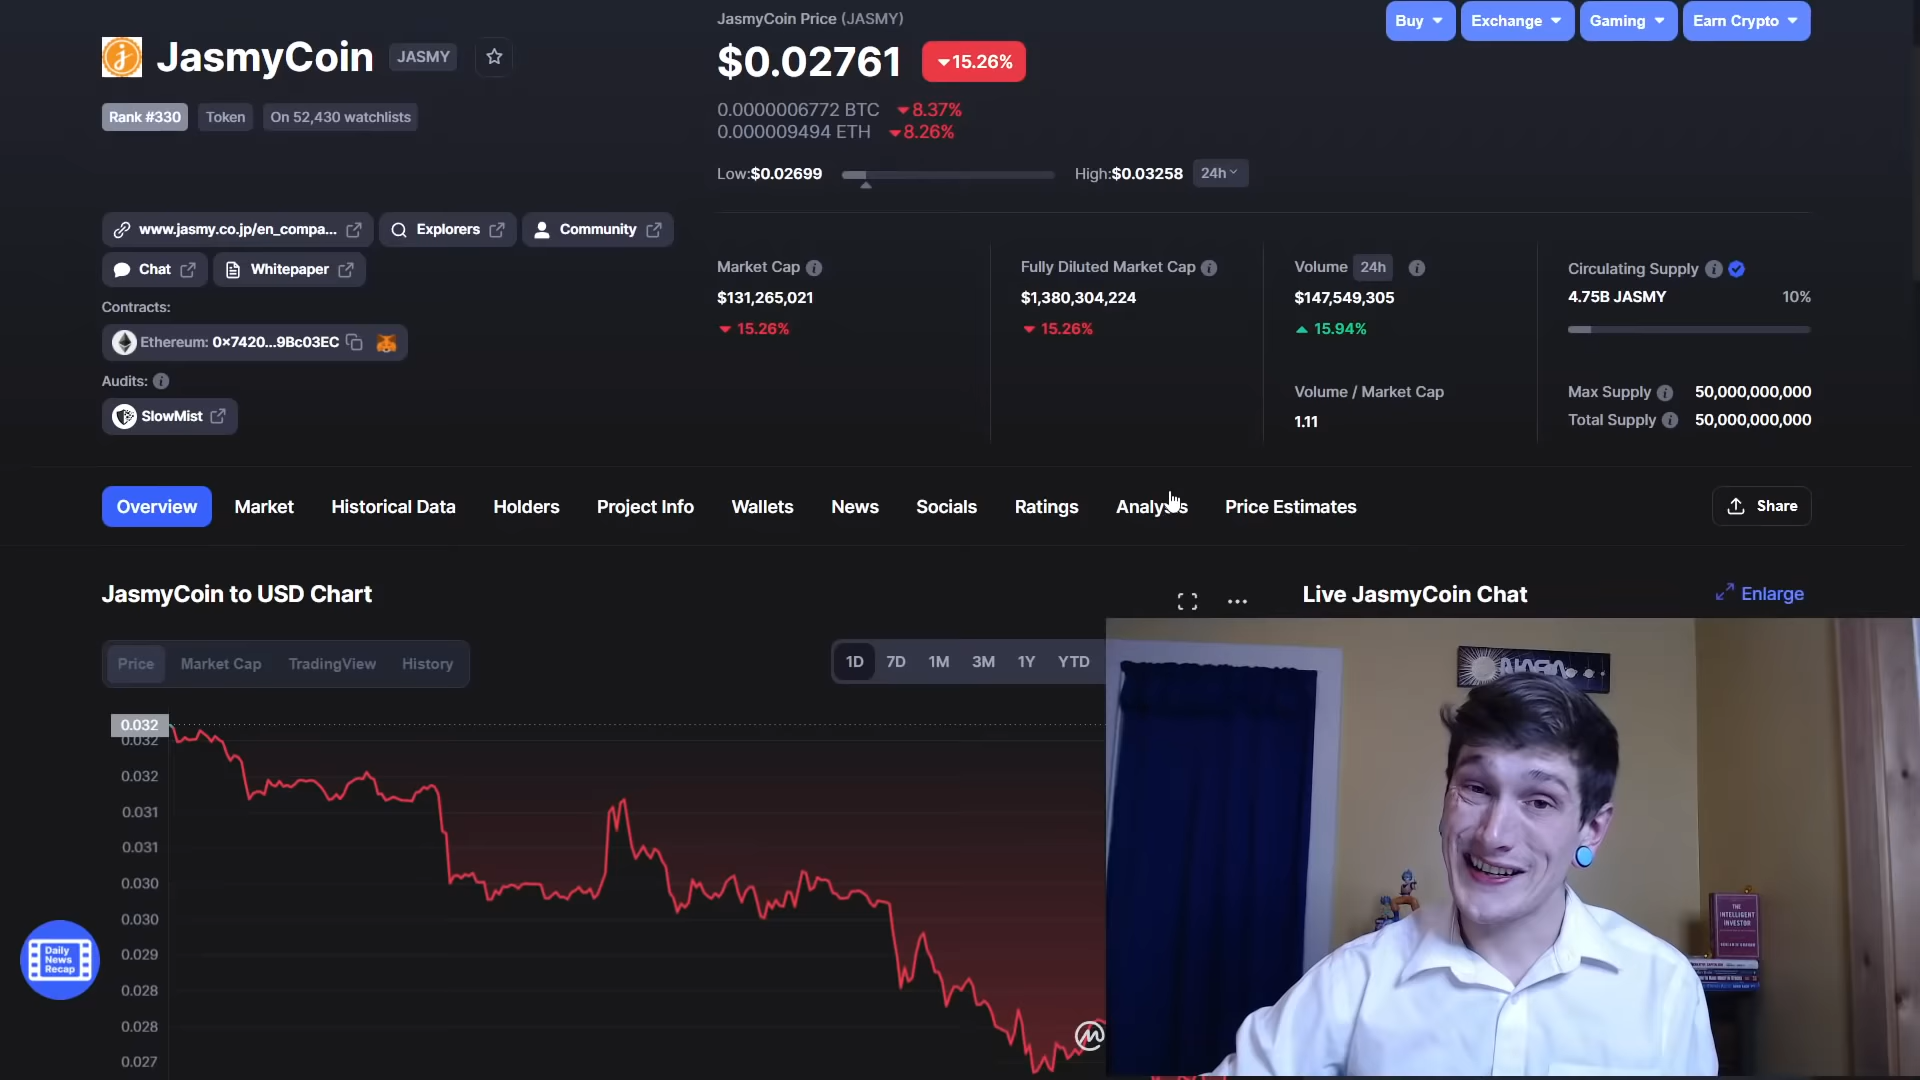 JasmyCoin JASMY
Rank #330 Token On 52,430 watchlists
www.jasmy.co.jp/en_compa... Explorers Community
Chat Whitepaper
Contracts:
Ethereum: 0x7420...9Bc03EC
Audits:
SlowMist
JasmyCoin Price (JASMY)
$0.02761 15.26%
0.0000006772 BTC 8.37%
0.000009494 ETH 8.26%
Low:$0.02699 High:$0.03258 24h
Buy Exchange Gaming Earn Crypto
Market Cap
$131,265,021
15.26%
Fully Diluted Market Cap
$1,380,304,224
15.26%
Volume 24h
$147,549,305
15.94%
Volume / Market Cap
1.11
Circulating Supply
4.75B JASMY 10%
Max Supply 50,000,000,000
Total Supply 50,000,000,000
Overview Market Historical Data Holders Project Info Wallets News Socials Ratings Analysis Price Estimates Share
JasmyCoin to USD Chart
Live JasmyCoin Chat Enlarge
Price Market Cap TradingView History
1D 7D 1M 3M 1Y YTD
0.032
0.032
0.032
0.031
0.031
0.030
0.030
0.029
0.028
0.028
0.027
Daily
News
Recap
THE
INTELLIGENT
INVESTOR